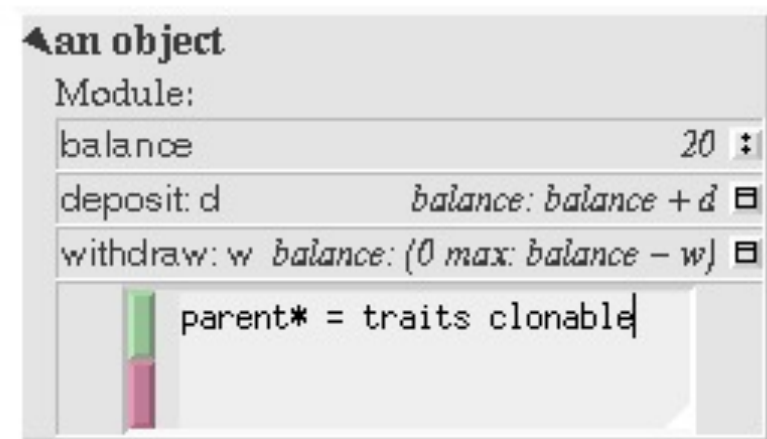 an object
Module:
balance 20
deposit: d balance: balance + d
withdraw: w balance: (0 max: balance – w)
parent* = traits clonable